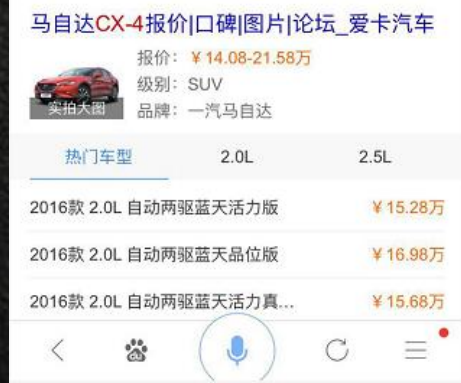 马自达CX-4报价|口碑|图片|论坛_爱卡汽车
报价：￥14.08-21.58万
实拍大图
级别：SUV
品牌：一汽马自达
热门车型 2.0L 2.5L
2016款 2.0L 自动两驱蓝天活力版 ￥15.28万
2016款 2.0L 自动两驱蓝天品位版 ￥16.98万
2016款 2.0L 自动两驱蓝天活力真... ￥15.68万
du